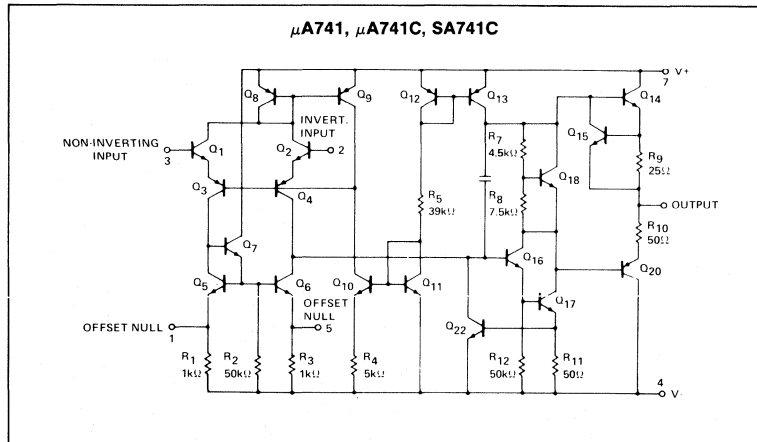 μA741, μA741C, SA741C
V+
7
Q8
Q9
Q12
Q13
Q14
INVERT.
INPUT
2
NON-INVERTING
INPUT
3
Q1
Q2
Q15
R7
4.5kΩ
R9
25Ω
Q3
Q4
Q18
R5
39kΩ
R8
7.5kΩ
OUTPUT
R10
50Ω
Q7
Q16
Q20
Q5
Q6
Q10
Q11
Q17
OFFSET
NULL
5
Q22
OFFSET NULL
1
R1
1kΩ
R2
50kΩ
R3
1kΩ
R4
5kΩ
R12
50kΩ
R11
50Ω
4
V-